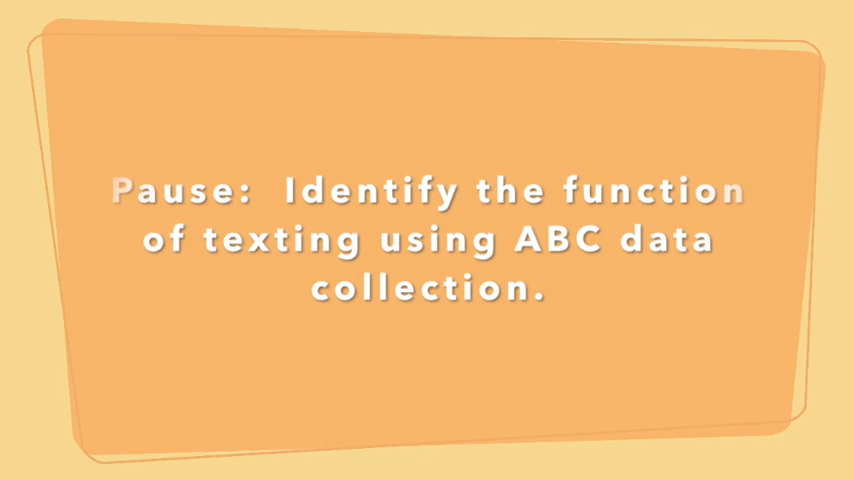 Pause: Identify the function
of texting using ABC data
collection.